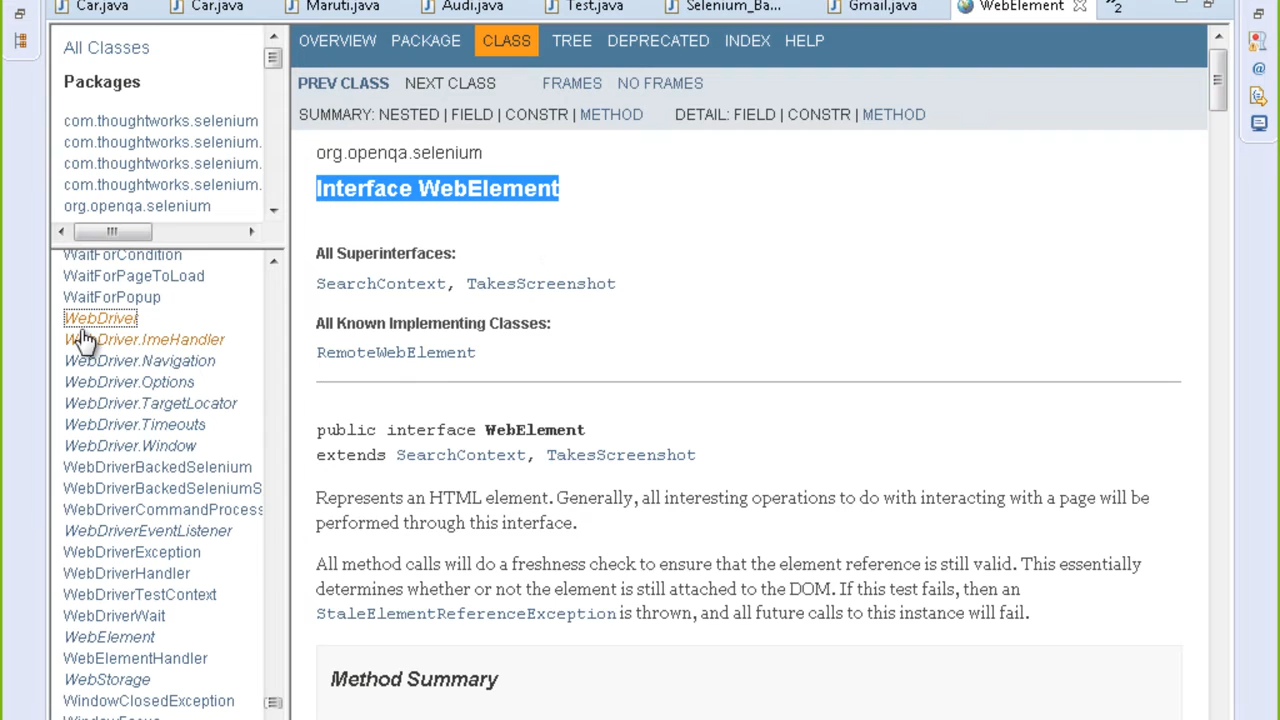 Car.java Car.java Maruti.java Audi.java Test.java Selenium_Ba... Gmail.java WebElement 2
All Classes
Packages
com.thoughtworks.selenium
com.thoughtworks.selenium.
com.thoughtworks.selenium.
com.thoughtworks.selenium.
org.openqa.selenium
WaitForCondition
WaitForPageToLoad
WaitForPopup
WebDriver
WebDriver.ImeHandler
WebDriver.Navigation
WebDriver.Options
WebDriver.TargetLocator
WebDriver.Timeouts
WebDriver.Window
WebDriverBackedSelenium
WebDriverBackedSeleniumS
WebDriverCommandProcess
WebDriverEventListener
WebDriverException
WebDriverHandler
WebDriverTestContext
WebDriverWait
WebElement
WebElementHandler
WebStorage
WindowClosedException
WindowFocus
OVERVIEW PACKAGE CLASS TREE DEPRECATED INDEX HELP
PREV CLASS NEXT CLASS FRAMES NO FRAMES
SUMMARY: NESTED | FIELD | CONSTR | METHOD DETAIL: FIELD | CONSTR | METHOD
org.openqa.selenium
Interface WebElement
All Superinterfaces:
SearchContext, TakesScreenshot
All Known Implementing Classes:
RemoteWebElement
public interface WebElement
extends SearchContext, TakesScreenshot
Represents an HTML element. Generally, all interesting operations to do with interacting with a page will be
performed through this interface.
All method calls will do a freshness check to ensure that the element reference is still valid. This essentially
determines whether or not the element is still attached to the DOM. If this test fails, then an
StaleElementReferenceException is thrown, and all future calls to this instance will fail.
Method Summary